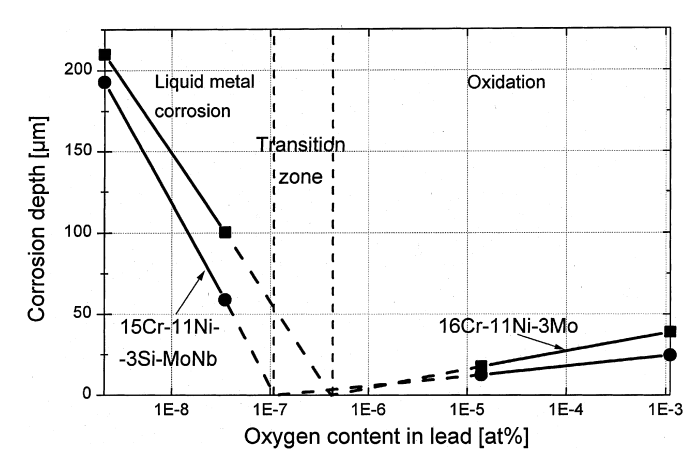 200
150
100
50
0
Corrosion depth [μm]
Liquid metal
corrosion
Transition
zone
Oxidation
15Cr-11Ni-
-3Si-MoNb
16Cr-11Ni-3Mo
1E-8 1E-7 1E-6 1E-5 1E-4 1E-3
Oxygen content in lead [at%]